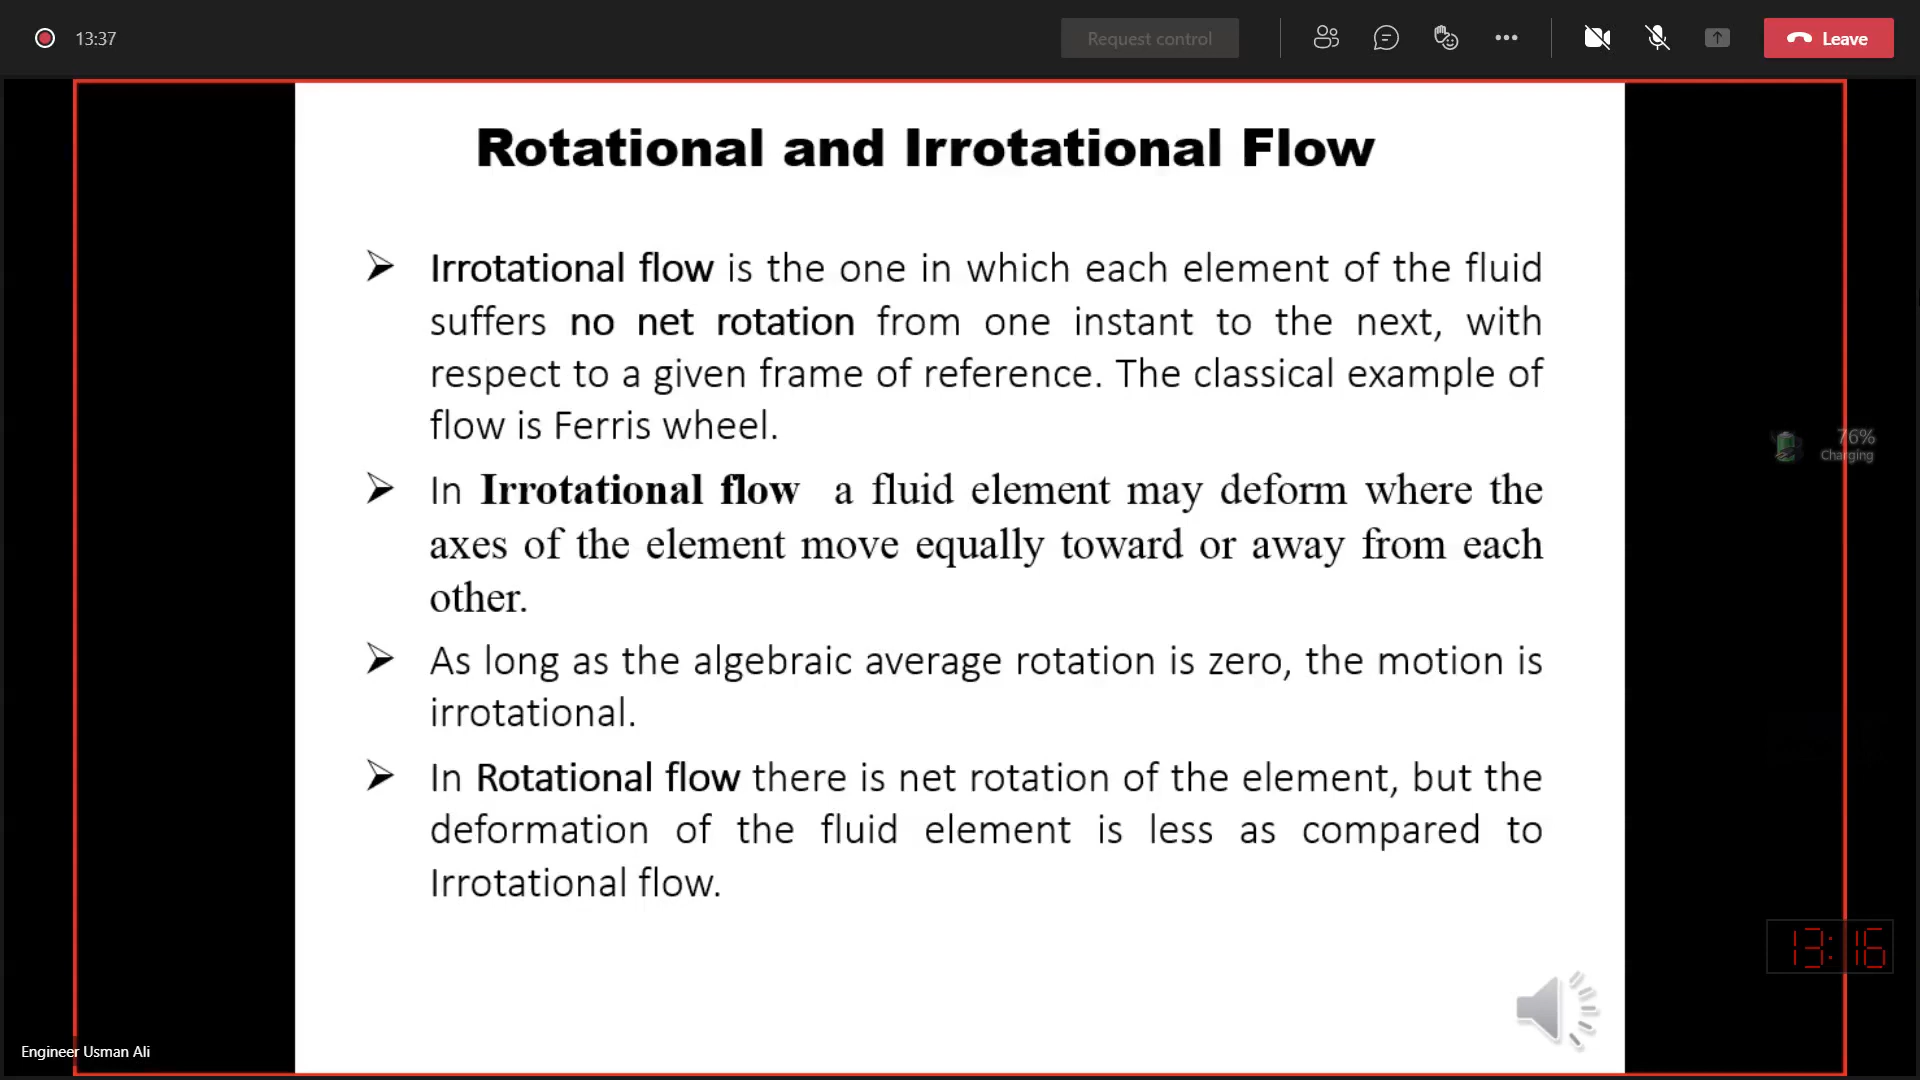 13:37
Request control
Leave
Rotational and Irrotational Flow
Irrotational flow is the one in which each element of the fluid
suffers no net rotation from one instant to the next, with
respect to a given frame of reference. The classical example of
flow is Ferris wheel.
In Irrotational flow a fluid element may deform where the
axes of the element move equally toward or away from each
other.
As long as the algebraic average rotation is zero, the motion is
irrotational.
In Rotational flow there is net rotation of the element, but the
deformation of the fluid element is less as compared to
Irrotational flow.
76%
Charging
13:16
Engineer Usman Ali